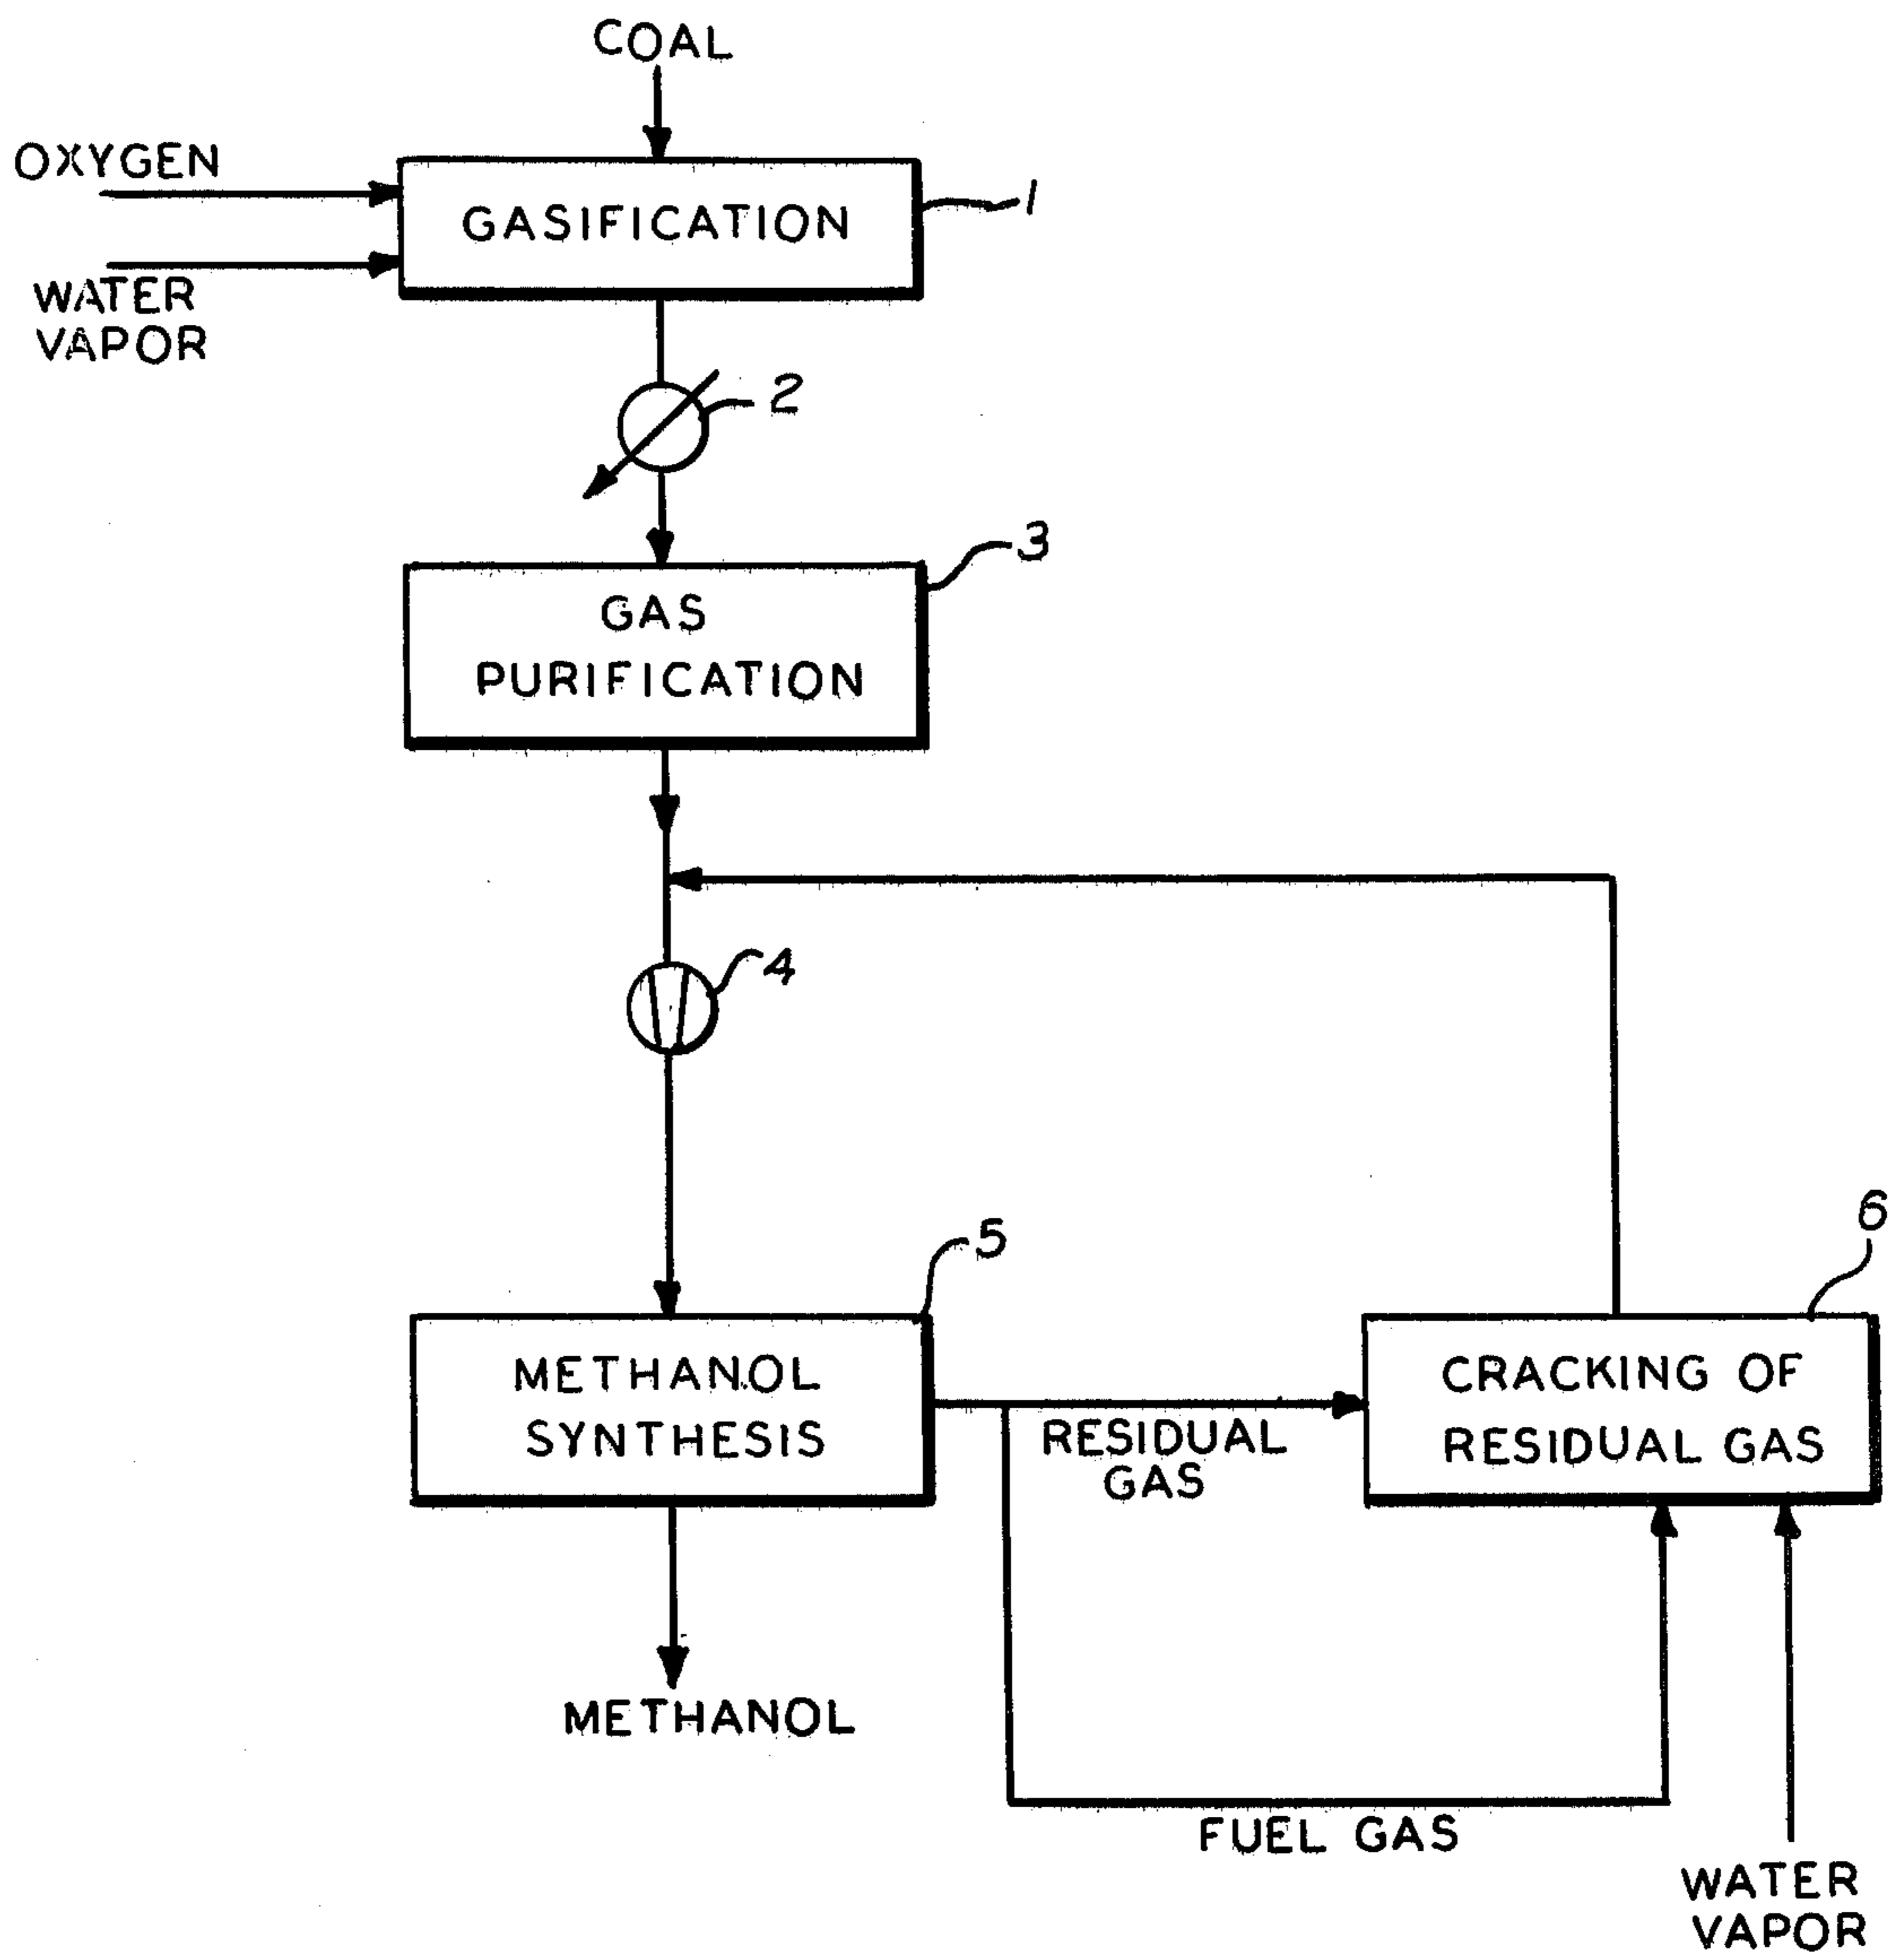 COAL
OXYGEN
GASIFICATION
1
WATER
VAPOR
2
3
GAS
PURIFICATION
4
5
6
METHANOL
SYNTHESIS
RESIDUAL
GAS
CRACKING OF
RESIDUAL GAS
METHANOL
FUEL GAS
WATER
VAPOR